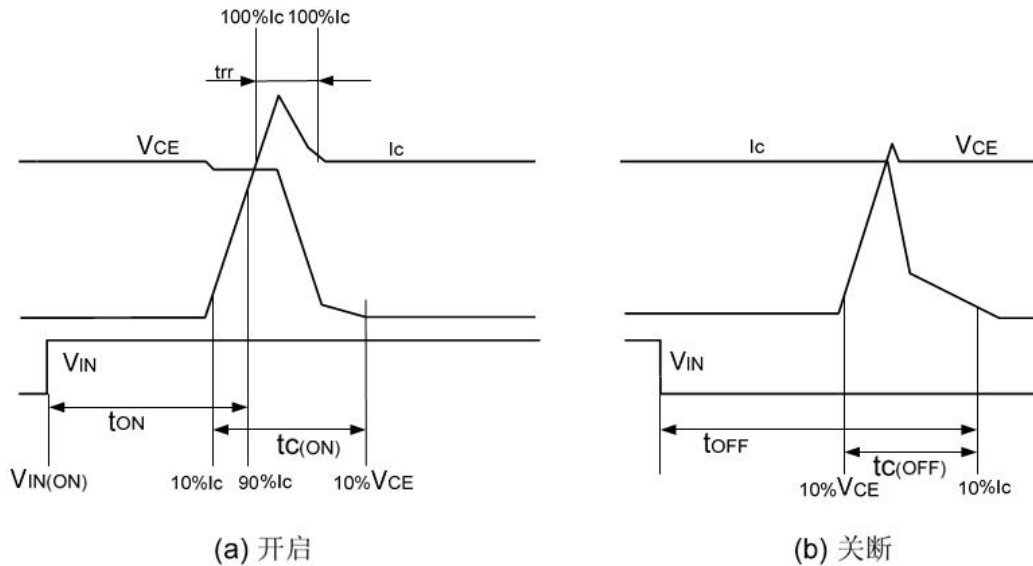 100%Ic 100%Ic
trr
VCE Ic
Ic VCE
VIN
VIN
tON
tC(ON)
tOFF
tC(OFF)
VIN(ON) 10%Ic 90%Ic 10%VCE
10%VCE 10%Ic
(a) 开启
(b) 关断